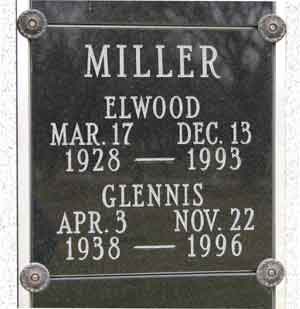 MILLER
ELWOOD
MAR. 17 DEC. 13
1928 — 1993
GLENNIS
APR. 3 NOV. 22
1938 — 1996